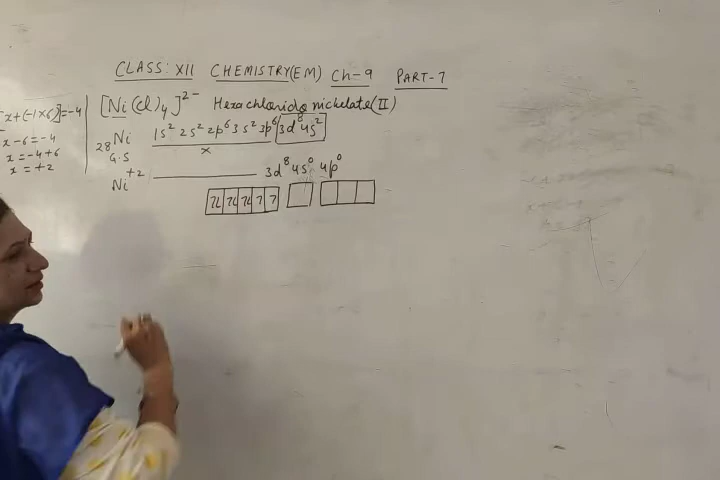 CLASS: XII CHEMISTRY(EM) Ch-9 PART-7
[Ni(Cl)₄]²⁻ Hexachlorido nickelate(II)
x+(-1×6)]=-4
x-6=-4
x=-4+6
x=+2
₂₈Ni 1s² 2s² 2p⁶ 3s² 3p⁶ 3d⁸ 4s²
G.S x
Ni⁺² 3d⁸ 4s⁰ 4p⁰
↿⇂ ↿⇂ ↿⇂ ↿ ↿